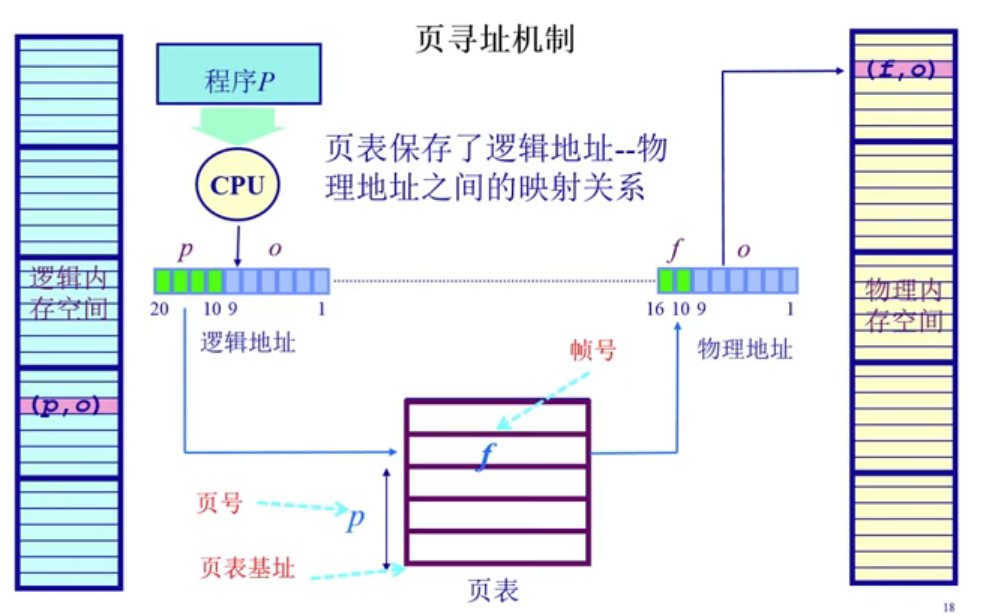 页寻址机制
程序P
CPU
页表保存了逻辑地址--物
理地址之间的映射关系
(f,o)
p
o
f
o
20
10
9
1
16
10
9
1
逻辑地址
物理地址
逻辑内
存空间
物理内
存空间
(p,o)
帧号
f
页号
p
页表基址
页表
18